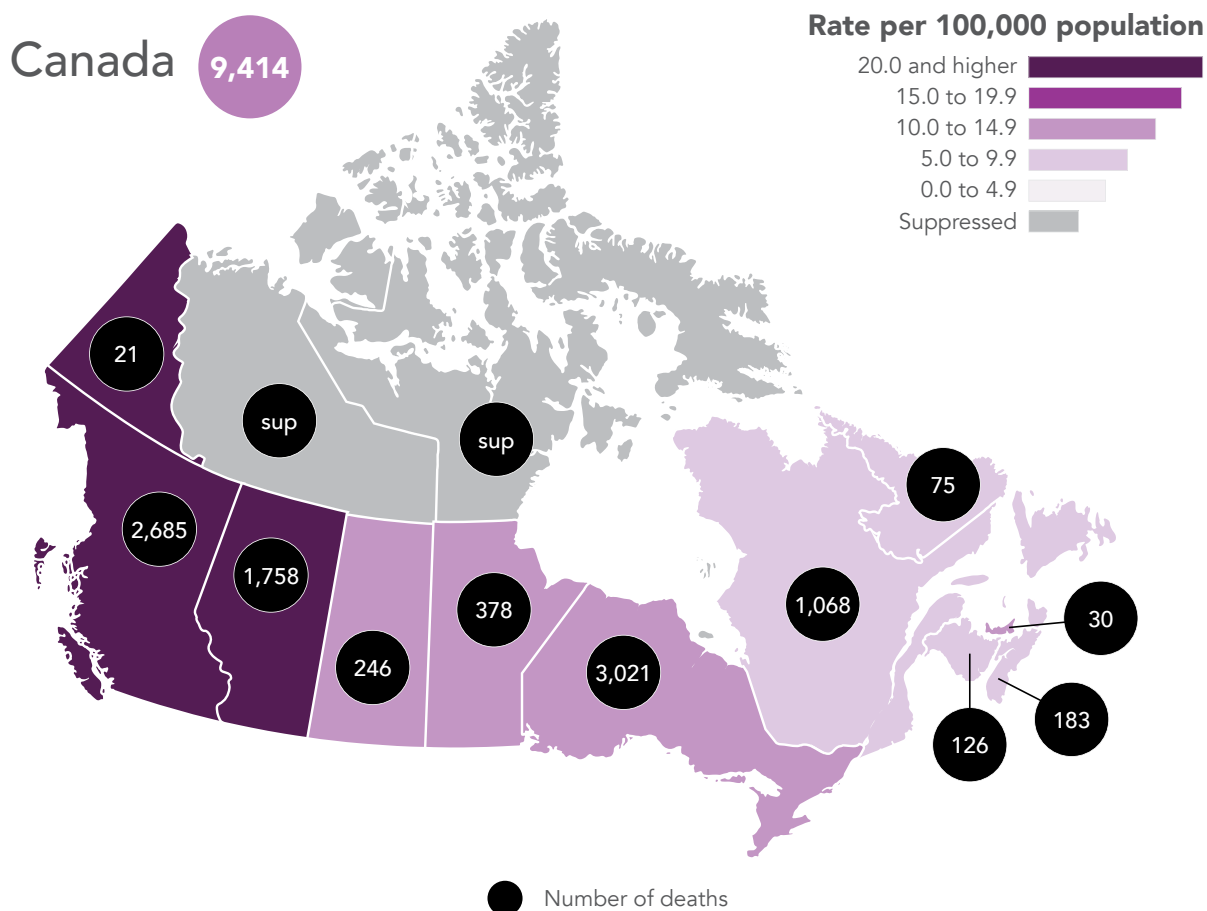 Canada
9,414
Rate per 100,000 population
20.0 and higher
15.0 to 19.9
10.0 to 14.9
5.0 to 9.9
0.0 to 4.9
Suppressed
21
sup
sup
75
2,685
1,758
378
1,068
30
246
3,021
183
126
Number of deaths